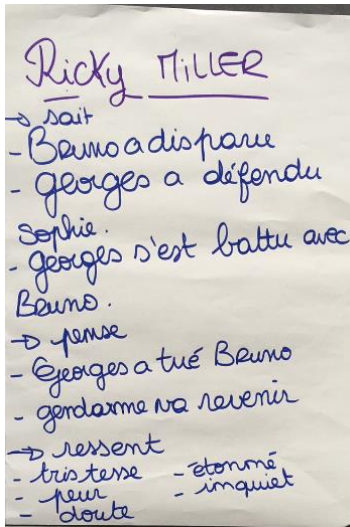 Ricky MILLER
→ sait
- Bruno a disparu
- georges a défendu
Sophie.
- georges s'est battu avec
Bruno.
→ pense
- Georges a tué Bruno
- gendarme va revenir
→ ressent
- tristesse - étonné
- peur - inquiet
- doute